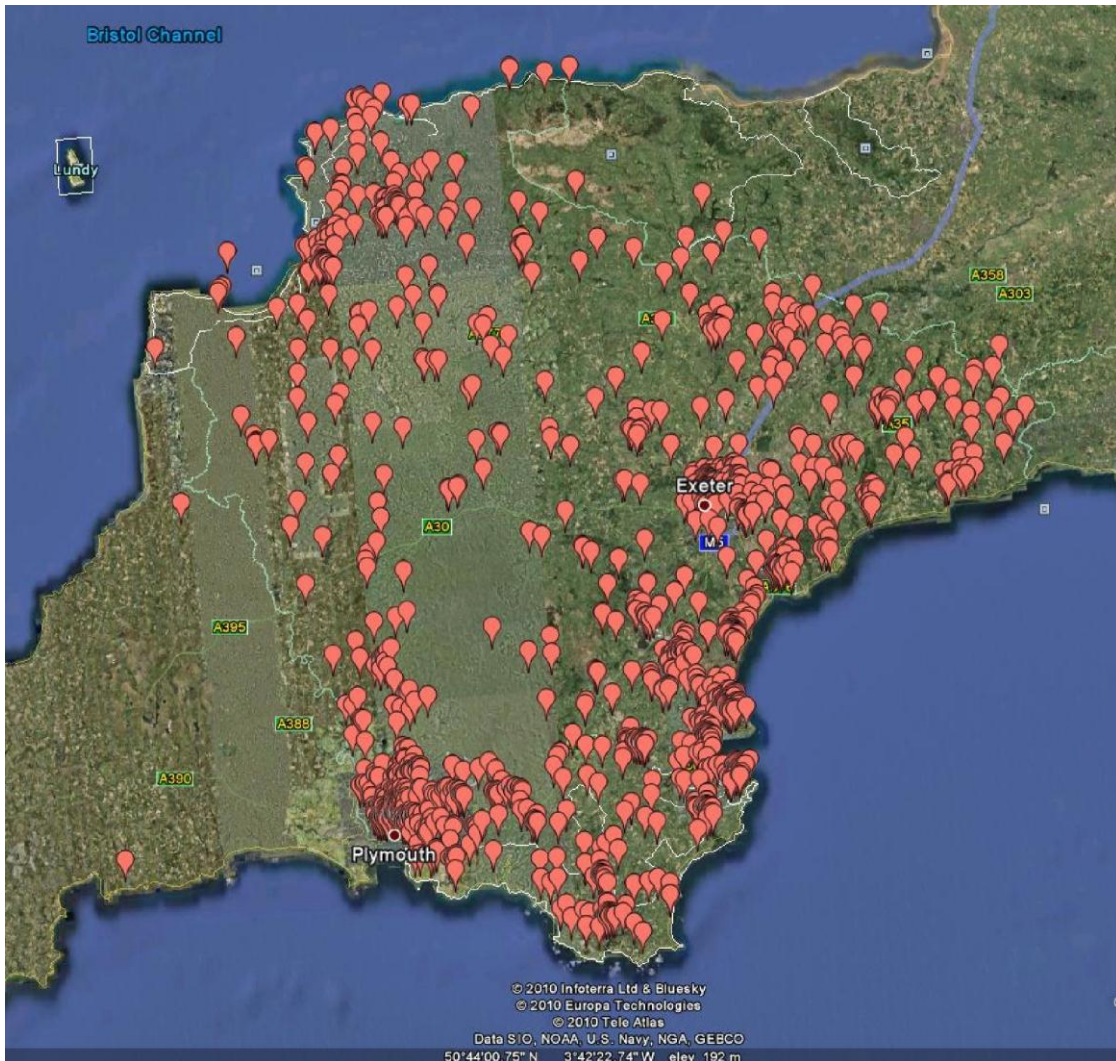 Bristol Channel
Lundy
A358
A303
A35
Exeter
A30
M5
A395
A388
A390
Plymouth
© 2010 Infoterra Ltd & Bluesky
© 2010 Europa Technologies
© 2010 Tele Atlas
Data SIO, NOAA, U.S. Navy, NGA, GEBCO
50°44'00.75" N 3°42'22.74" W elev 192 m